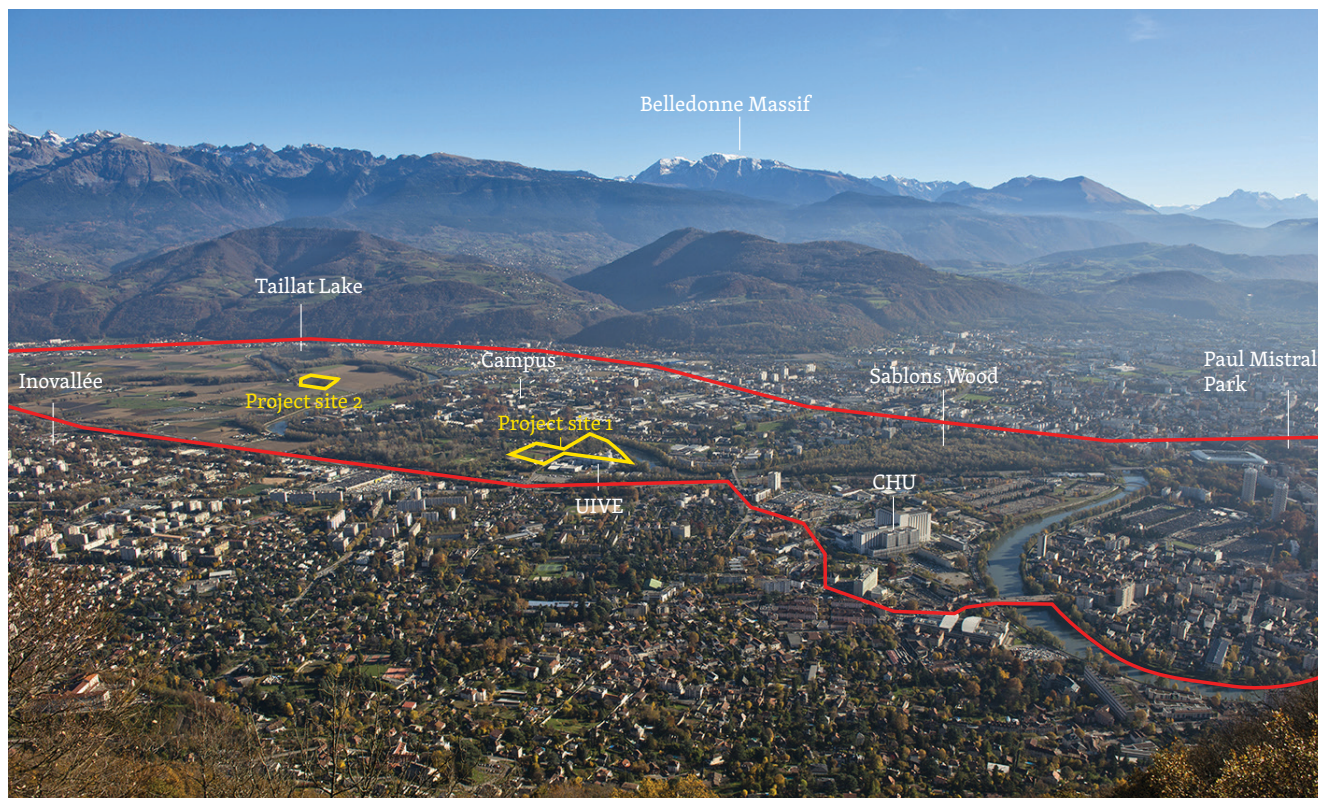 Belledonne Massif
Taillat Lake
Campus
Paul Mistral
Park
Inovallée
Sablons Wood
Project site 2
Project site 1
CHU
UIVE